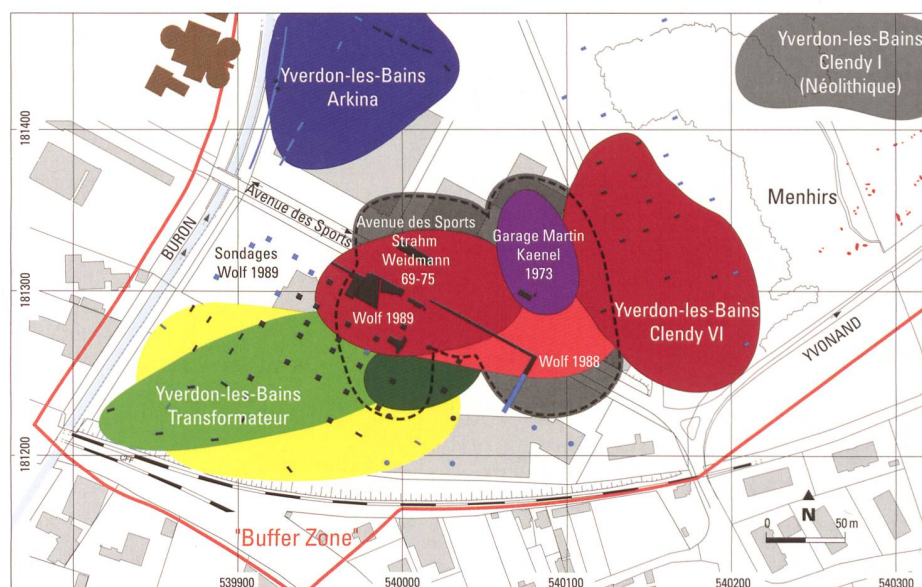 Yverdon-les-Bains
Clendy I
(Néolithique)
Yverdon-les-Bains
Arkina
181400
Menhirs
Avenue des Sports
BURON
Avenue des Sports
Strahm
Weidmann
69-75
Garage Martin
Kaenel
1973
Sondages
Wolf 1989
181300
Wolf 1989
Yverdon-les-Bains
Clendy VI
YVONAND
Wolf 1988
Yverdon-les-Bains
Transformateur
181200
CFF
N
0 50 m
"Buffer Zone"
539900 540000 540100 540200 540300